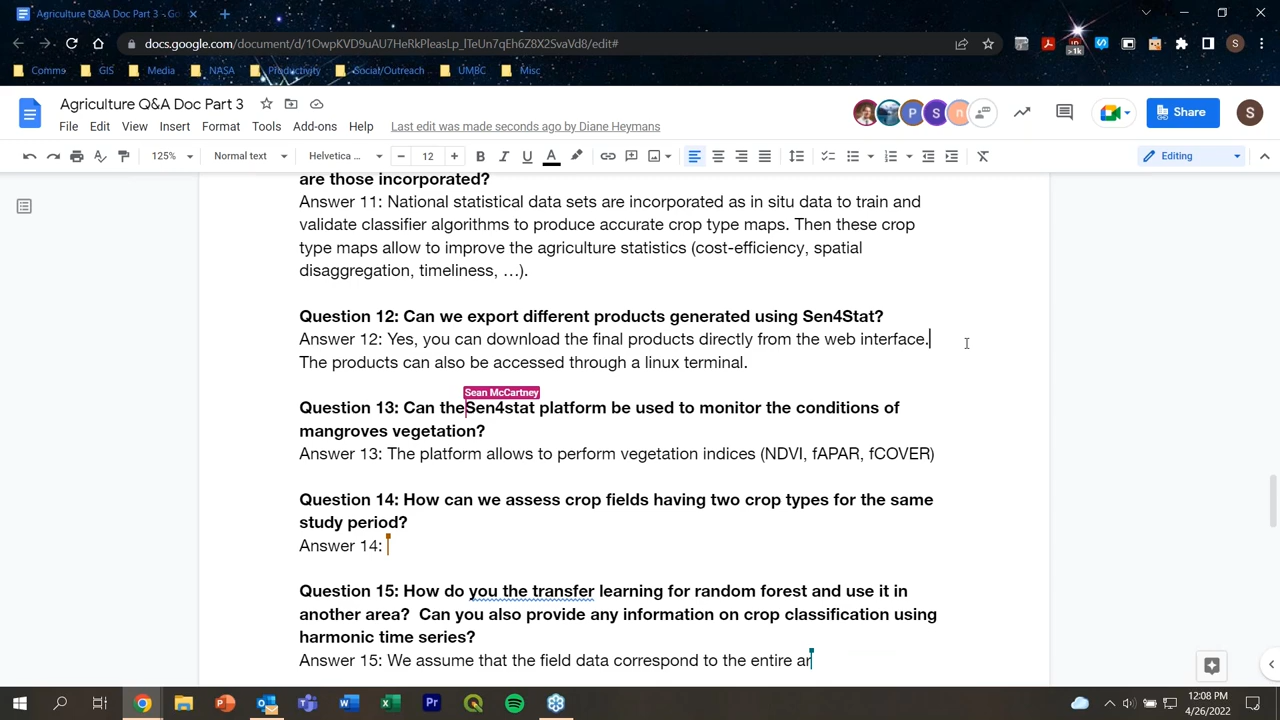 Agriculture Q&A Doc Part 3 - Go
docs.google.com/document/d/1OwpKVD9uAU7HeRkPleasLp_lTeUn7qEh6Z8X2SvaVd8/edit#
>1k
S
Comms GIS Media NASA Productivity Social/Outreach UMBC Misc
Agriculture Q&A Doc Part 3
P S n
Share
S
File Edit View Insert Format Tools Add-ons Help Last edit was made seconds ago by Diane Heymans
125% Normal text Helvetica ... 12 B I U A Editing
are those incorporated?
Answer 11: National statistical data sets are incorporated as in situ data to train and
validate classifier algorithms to produce accurate crop type maps. Then these crop
type maps allow to improve the agriculture statistics (cost-efficiency, spatial
disaggregation, timeliness, …).
Question 12: Can we export different products generated using Sen4Stat?
Answer 12: Yes, you can download the final products directly from the web interface.
The products can also be accessed through a linux terminal.
Sean McCartney
Question 13: Can theSen4stat platform be used to monitor the conditions of
mangroves vegetation?
Answer 13: The platform allows to perform vegetation indices (NDVI, fAPAR, fCOVER)
Question 14: How can we assess crop fields having two crop types for the same
study period?
Answer 14:
Question 15: How do you the transfer learning for random forest and use it in
another area?  Can you also provide any information on crop classification using
harmonic time series?
Answer 15: We assume that the field data correspond to the entire ar
12:08 PM
4/26/2022